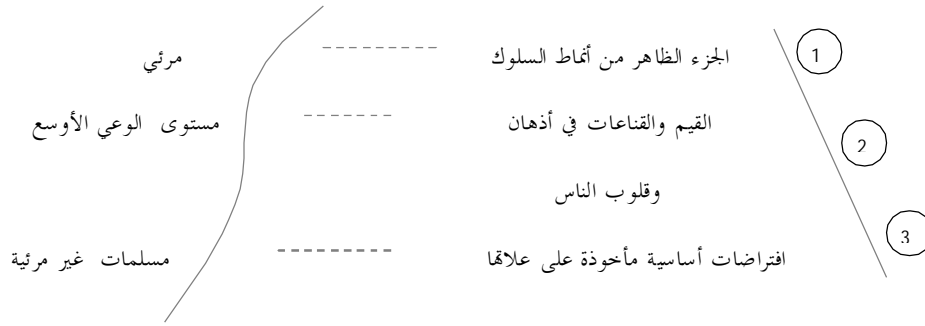 1 الجزء الظاهر من أنماط السلوك مرئي
2 القيم والقناعات في أذهان مستوى الوعي الأوسع
وقلوب الناس
3 افتراضات أساسية مأخوذة على علاتها مسلمات غير مرئية